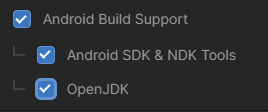 Android Build Support
Android SDK & NDK Tools
OpenJDK